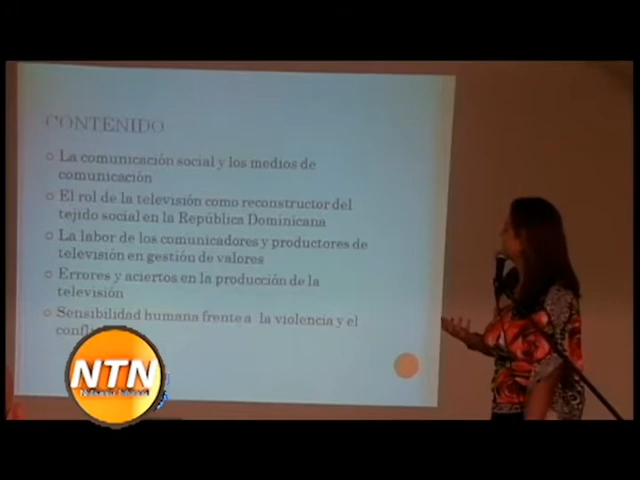 CONTENIDO
La comunicación social y los medios de
comunicación
El rol de la televisión como reconstructor del
tejido social en la República Dominicana
La labor de los comunicadores y productores de
televisión en gestión de valores
Errores y aciertos en la producción de la
televisión
Sensibilidad humana frente a la violencia y el
NTN